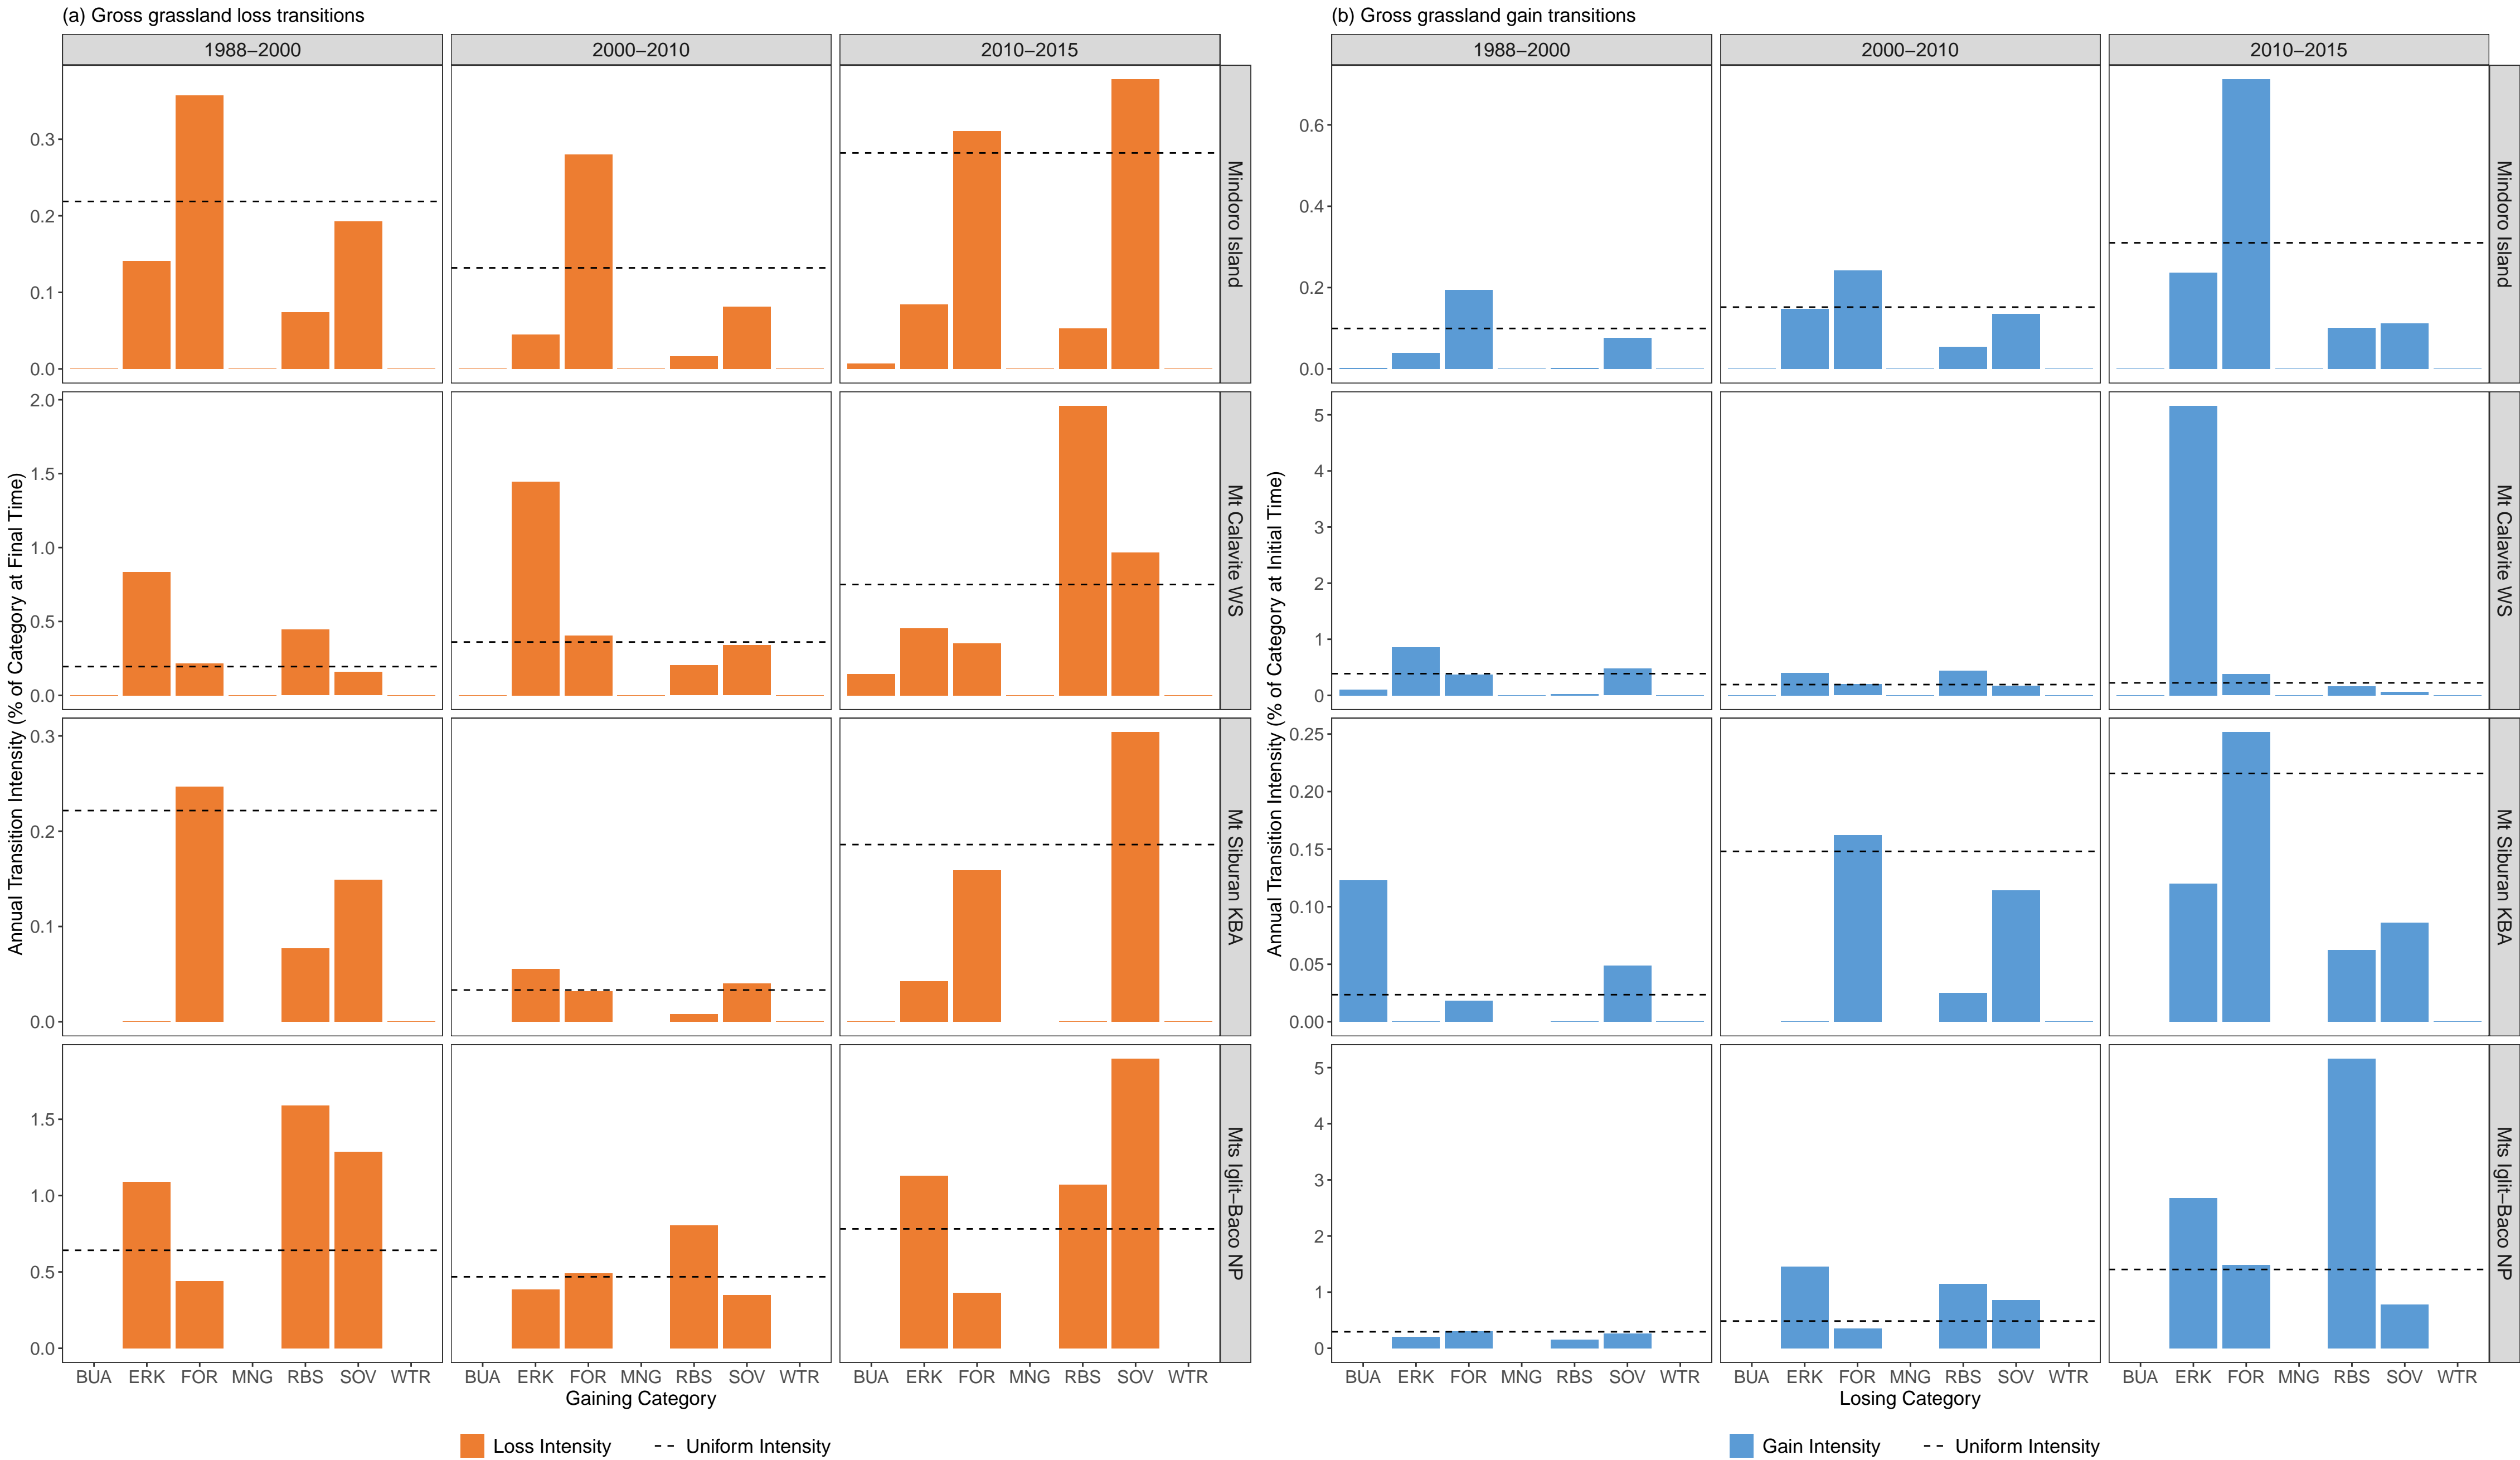 (a) Gross grassland loss transitions
1988–2000 2000–2010 2010–2015
0.3
0.2
0.1
0.0
Mindoro Island
2.0
1.5
1.0
0.5
0.0
Mt Calavite WS
0.3
0.2
0.1
0.0
Mt Siburan KBA
1.5
1.0
0.5
0.0
Mts Iglit–Baco NP
Annual Transition Intensity (% of Category at Final Time)
BUA ERK FOR MNG RBS SOV WTR BUA ERK FOR MNG RBS SOV WTR BUA ERK FOR MNG RBS SOV WTR
Gaining Category
Loss Intensity Uniform Intensity
(b) Gross grassland gain transitions
1988–2000 2000–2010 2010–2015
0.6
0.4
0.2
0.0
Mindoro Island
5
4
3
2
1
0
Mt Calavite WS
0.25
0.20
0.15
0.10
0.05
0.00
Mt Siburan KBA
5
4
3
2
1
0
Mts Iglit–Baco NP
Annual Transition Intensity (% of Category at Initial Time)
BUA ERK FOR MNG RBS SOV WTR BUA ERK FOR MNG RBS SOV WTR BUA ERK FOR MNG RBS SOV WTR
Losing Category
Gain Intensity Uniform Intensity